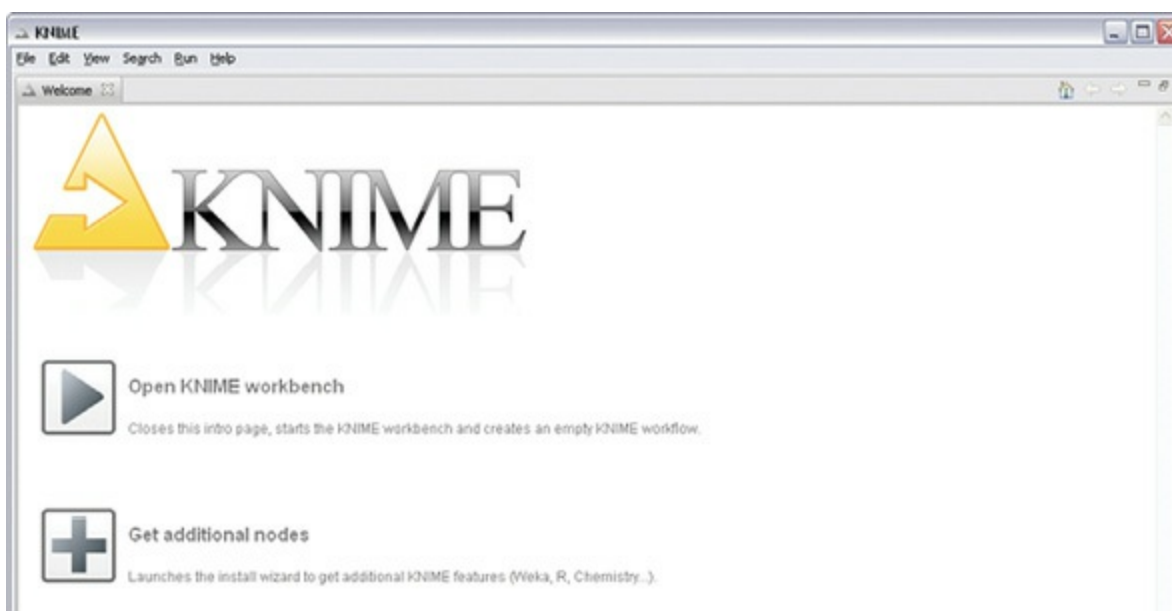 KNIME
File Edit View Search Run Help
Welcome
KNIME
Open KNIME workbench
Closes this intro page, starts the KNIME workbench and creates an empty KNIME workflow.
Get additional nodes
Launches the install wizard to get additional KNIME features (Weka, R, Chemistry...).